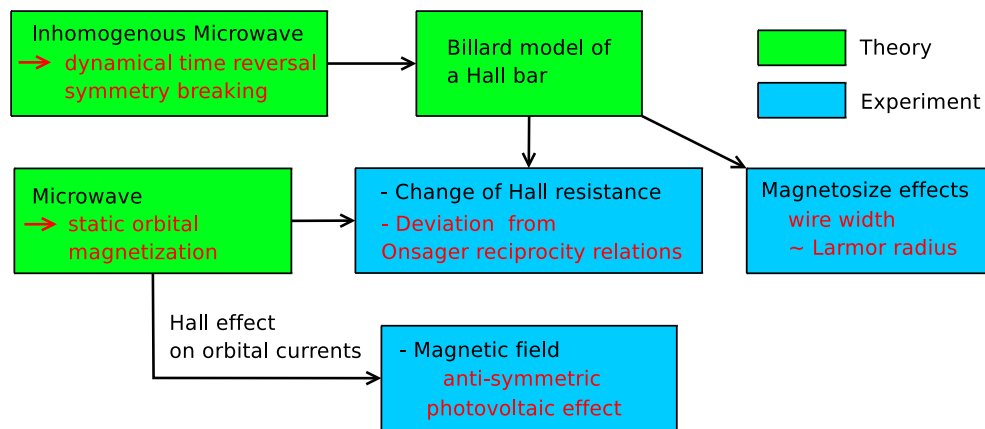 Inhomogenous Microwave
dynamical time reversal
symmetry breaking
Billard model of
a Hall bar
Theory
Experiment
Microwave
static orbital
magnetization
- Change of Hall resistance
- Deviation from
Onsager reciprocity relations
Magnetosize effects
wire width
~ Larmor radius
Hall effect
on orbital currents
- Magnetic field
anti-symmetric
photovoltaic effect